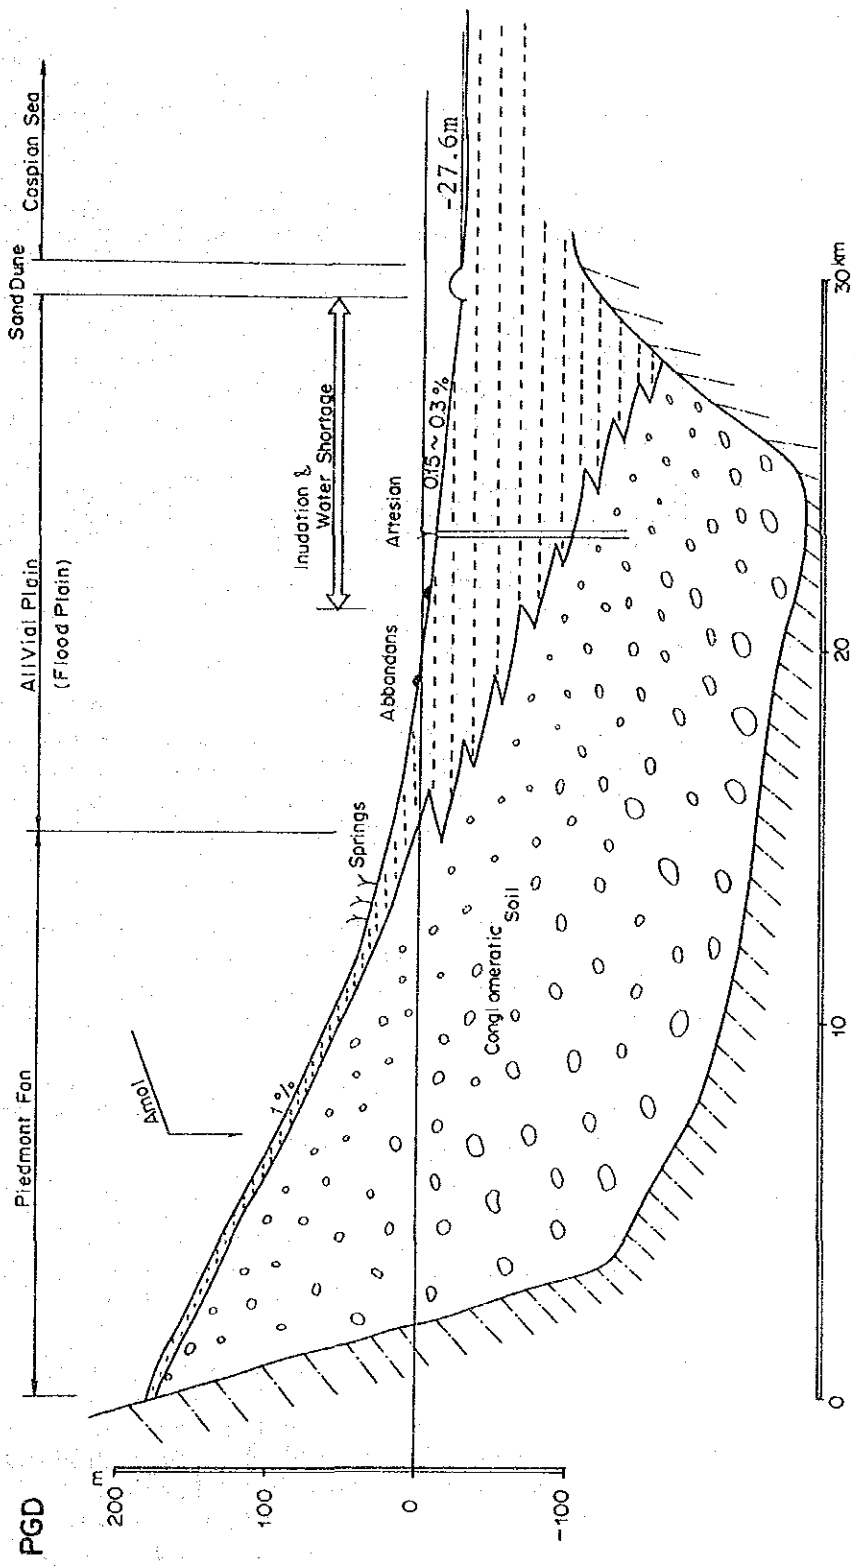 PGD
Piedmont Fan
AllVial Plain
(Flood Plain)
Sand Dune
Caspian Sea
Amol
Inudation &
Water Shortage
Springs
Abbandans
Artesian
1%
0.15 ~ 0.3 %
-27.6m
Conglomeratic
Soil
m
200
100
0
-100
0
10
20
30 km